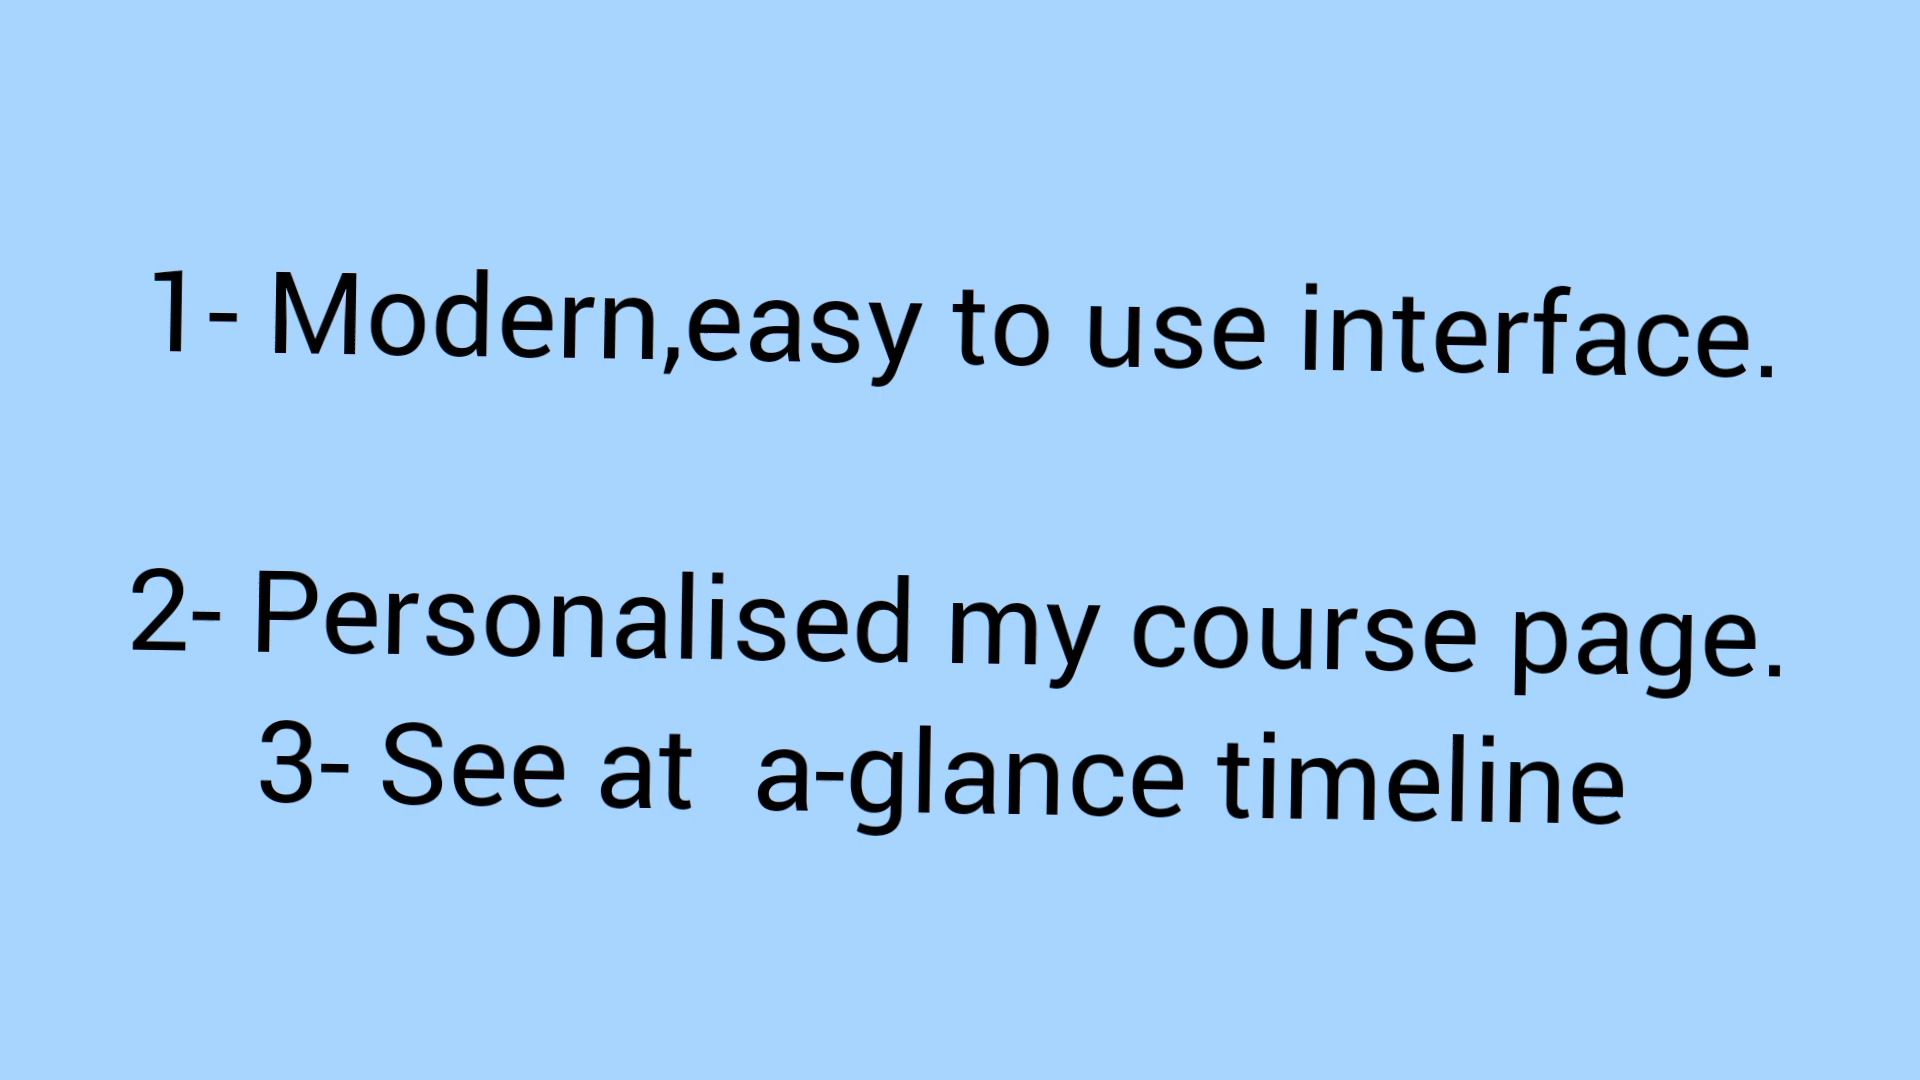 1- Modern,easy to use interface.
2- Personalised my course page.
3- See at  a-glance timeline